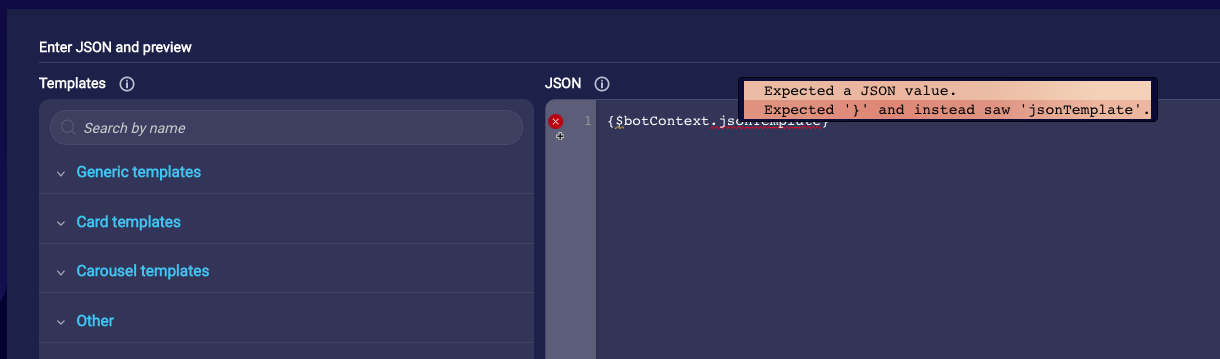 Enter JSON and preview
Templates
JSON
Expected a JSON value.
Expected '}' and instead saw 'jsonTemplate'.
Search by name
1 {$botContext.jsonTemplate}
Generic templates
Card templates
Carousel templates
Other